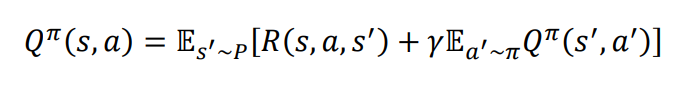 Q^π(s, a) = 𝔼_{s′~P}[R(s, a, s′) + γ𝔼_{a′~π}Q^π(s′, a′)]